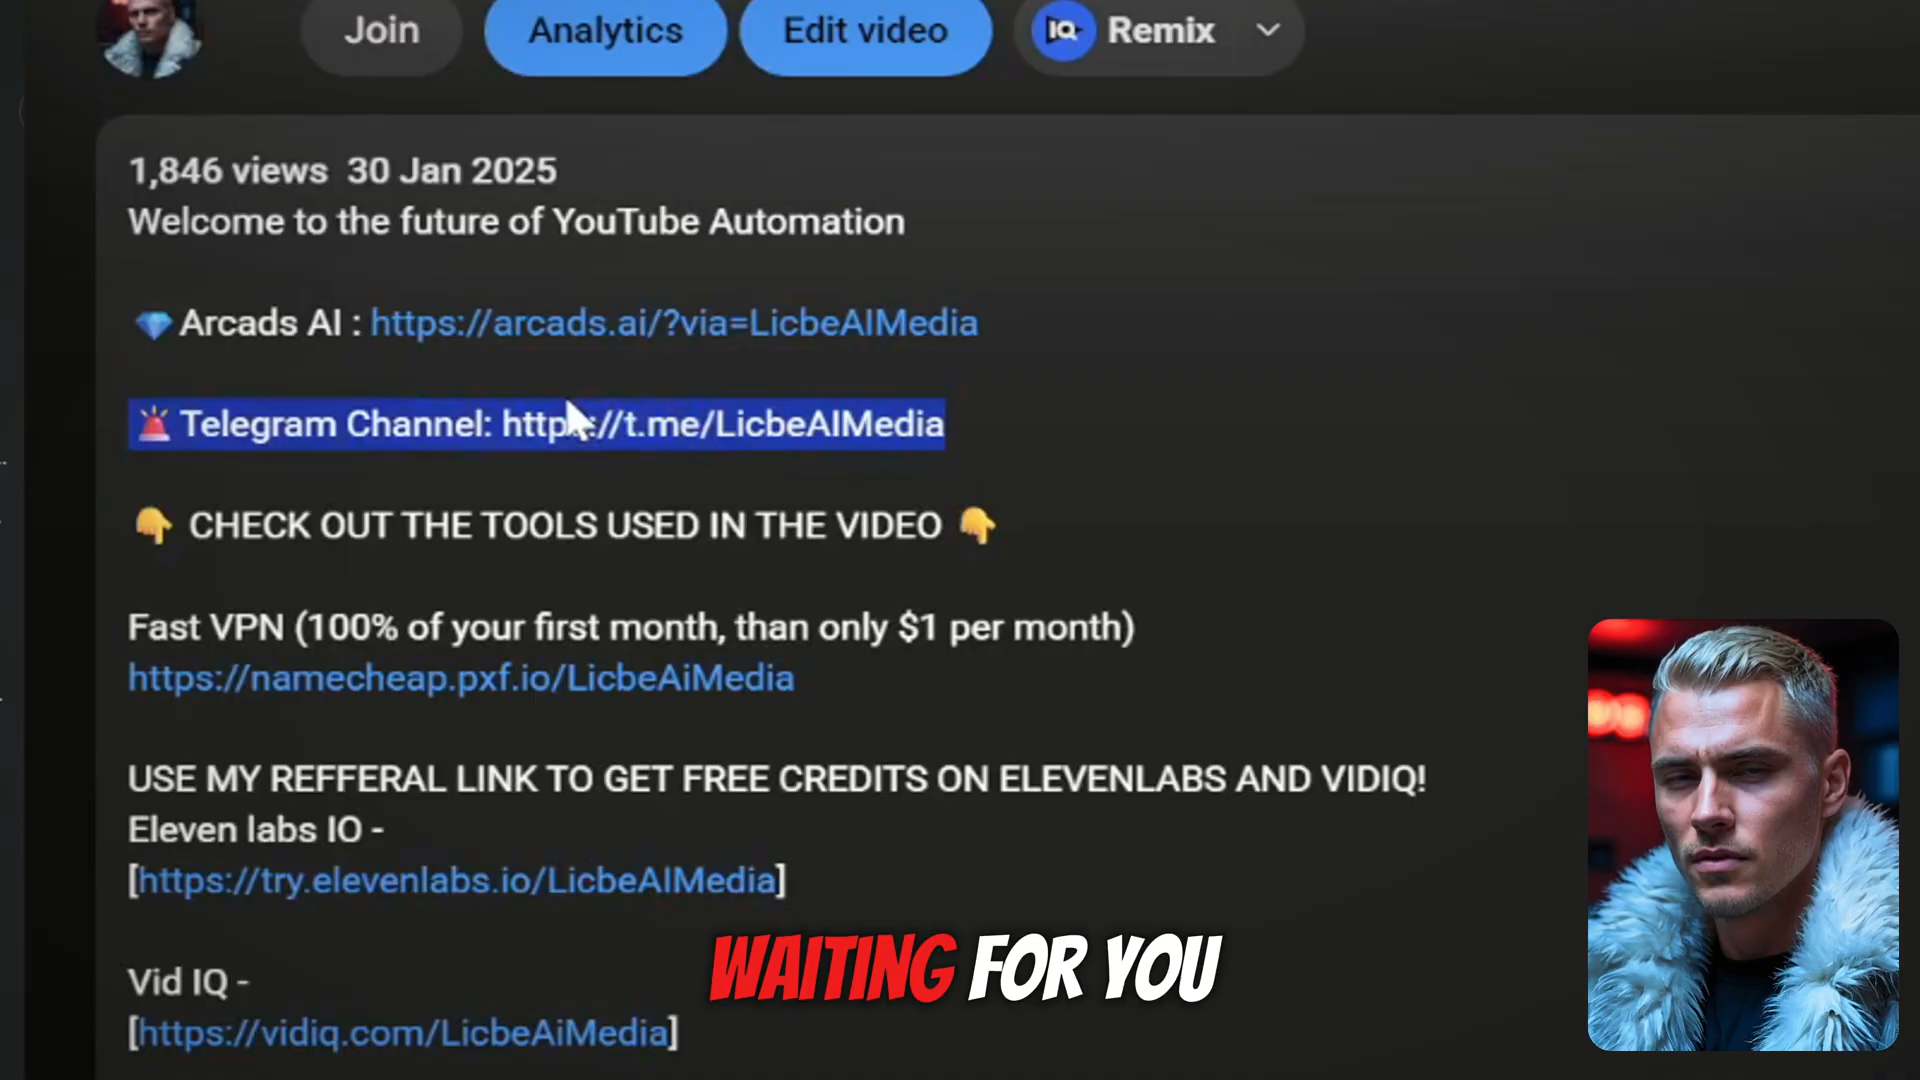 Join Analytics Edit video IQ Remix
1,846 views 30 Jan 2025
Welcome to the future of YouTube Automation
💎 Arcads AI : https://arcads.ai/?via=LicbeAIMedia
🚨 Telegram Channel: https://t.me/LicbeAIMedia
👇 CHECK OUT THE TOOLS USED IN THE VIDEO 👇
Fast VPN (100% of your first month, than only $1 per month)
https://namecheap.pxf.io/LicbeAiMedia
USE MY REFFERAL LINK TO GET FREE CREDITS ON ELEVENLABS AND VIDIQ!
Eleven labs IO -
[https://try.elevenlabs.io/LicbeAIMedia]
WAITING FOR YOU
Vid IQ -
[https://vidiq.com/LicbeAiMedia]